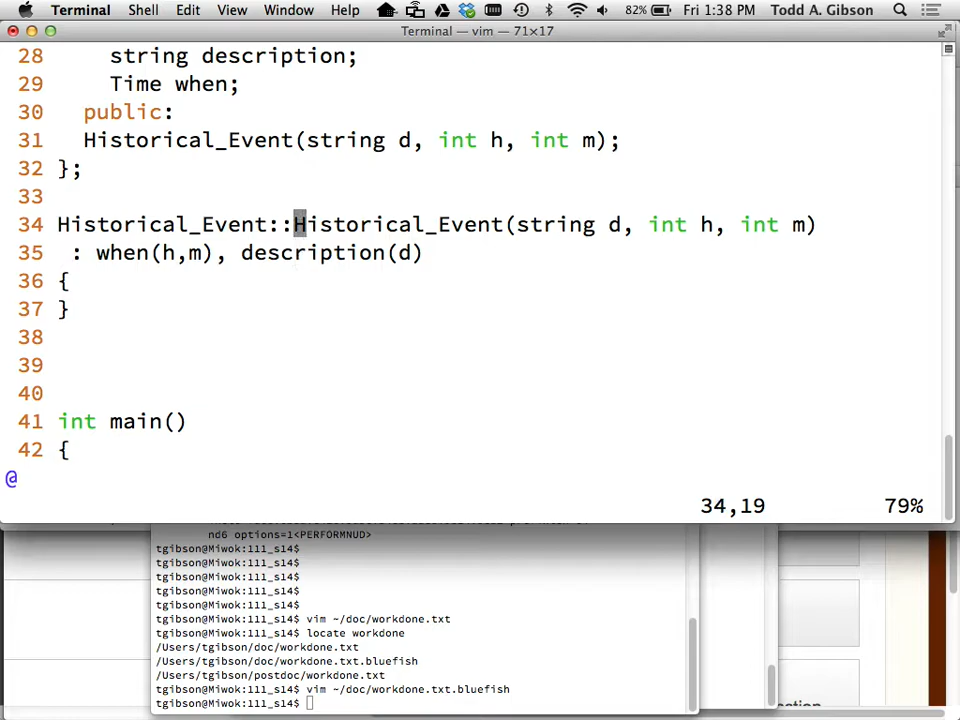 Terminal Shell Edit View Window Help 82% Fri 1:38 PM Todd A. Gibson
Terminal — vim — 71×17
28 string description;
29 Time when;
30 public:
31 Historical_Event(string d, int h, int m);
32 };
33
34 Historical_Event::Historical_Event(string d, int h, int m)
35 : when(h,m), description(d)
36 {
37 }
38
39
40
41 int main()
42 {
@
34,19 79%
nd6 options=1<PERFORMNUD>
tgibson@Miwok:111_s14$
tgibson@Miwok:111_s14$
tgibson@Miwok:111_s14$
tgibson@Miwok:111_s14$
tgibson@Miwok:111_s14$
tgibson@Miwok:111_s14$ vim ~/doc/workdone.txt
tgibson@Miwok:111_s14$ locate workdone
/Users/tgibson/doc/workdone.txt
/Users/tgibson/doc/workdone.txt.bluefish
/Users/tgibson/postdoc/workdone.txt
tgibson@Miwok:111_s14$ vim ~/doc/workdone.txt.bluefish
tgibson@Miwok:111_s14$